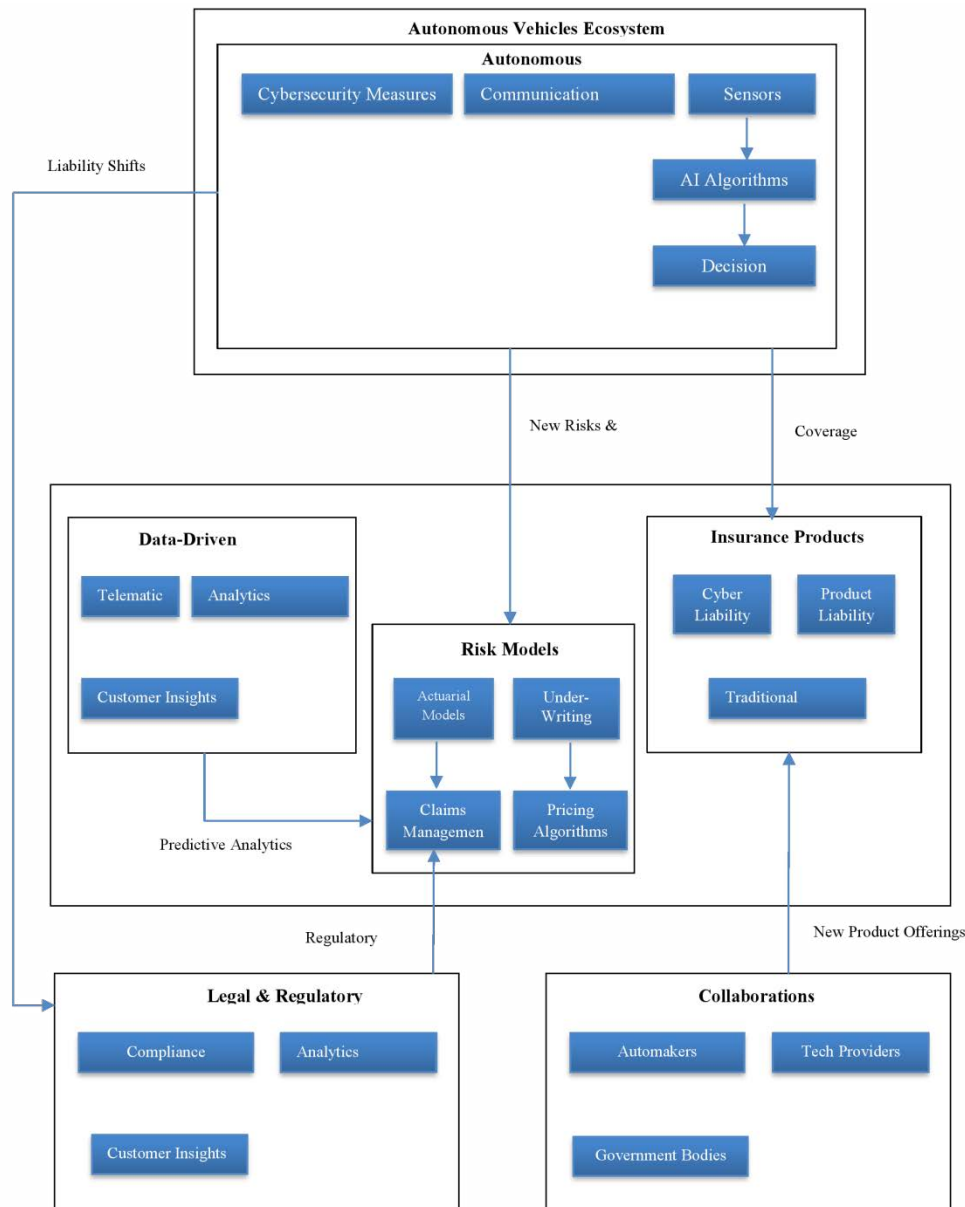 Autonomous Vehicles Ecosystem
Autonomous
Cybersecurity Measures
Communication
Sensors
Liability Shifts
AI Algorithms
Decision
New Risks &
Coverage
Data-Driven
Telematic
Analytics
Customer Insights
Insurance Products
Cyber
Liability
Product
Liability
Traditional
Risk Models
Actuarial
Models
Under-
Writing
Claims
Managemen
Pricing
Algorithms
Predictive Analytics
Regulatory
New Product Offerings
Legal & Regulatory
Compliance
Analytics
Customer Insights
Collaborations
Automakers
Tech Providers
Government Bodies